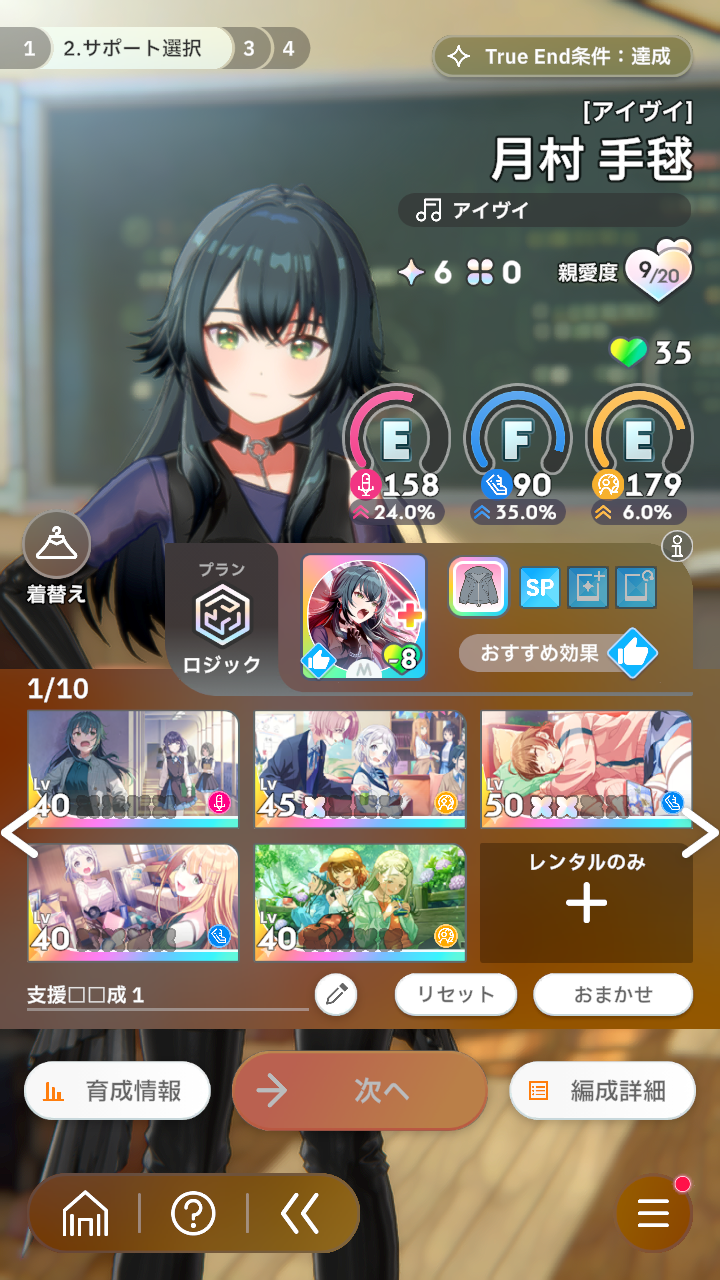 1
2.サポート選択
3
4
True End条件：達成
[アイヴイ]
月村 手毬
アイヴイ
6
0
親愛度
9/20
35
E
F
E
158
90
179
24.0%
35.0%
6.0%
着替え
プラン
ロジック
-8
M
SP
おすすめ効果
1/10
Lv
40
Lv
45
Lv
50
Lv
40
Lv
40
レンタルのみ
支援□□成 1
リセット
おまかせ
育成情報
次へ
編成詳細
?